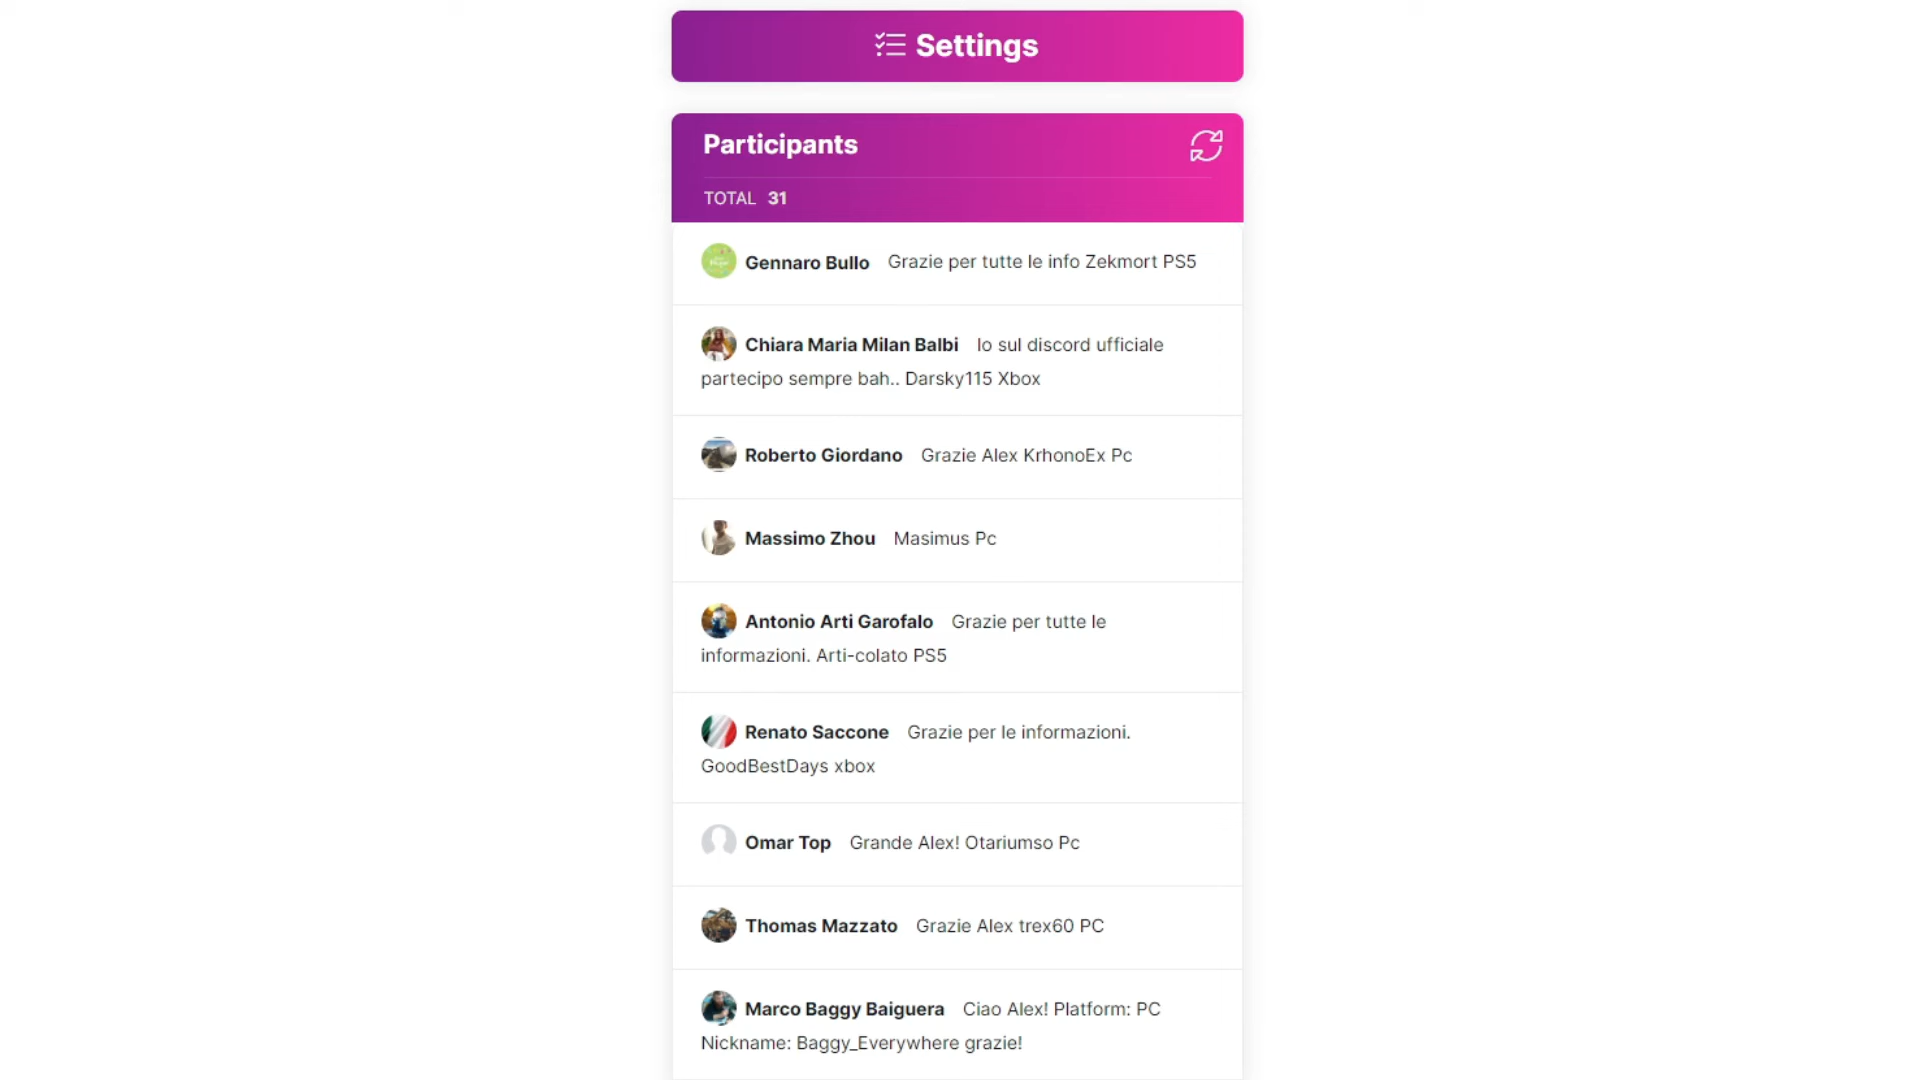 Settings
Participants
TOTAL 31
Gennaro Bullo Grazie per tutte le info Zekmort PS5
Chiara Maria Milan Balbi Io sul discord ufficiale
partecipo sempre bah.. Darsky115 Xbox
Roberto Giordano Grazie Alex KrhonoEx Pc
Massimo Zhou Masimus Pc
Antonio Arti Garofalo Grazie per tutte le
informazioni. Arti-colato PS5
Renato Saccone Grazie per le informazioni.
GoodBestDays xbox
Omar Top Grande Alex! Otariumso Pc
Thomas Mazzato Grazie Alex trex60 PC
Marco Baggy Baiguera Ciao Alex! Platform: PC
Nickname: Baggy_Everywhere grazie!